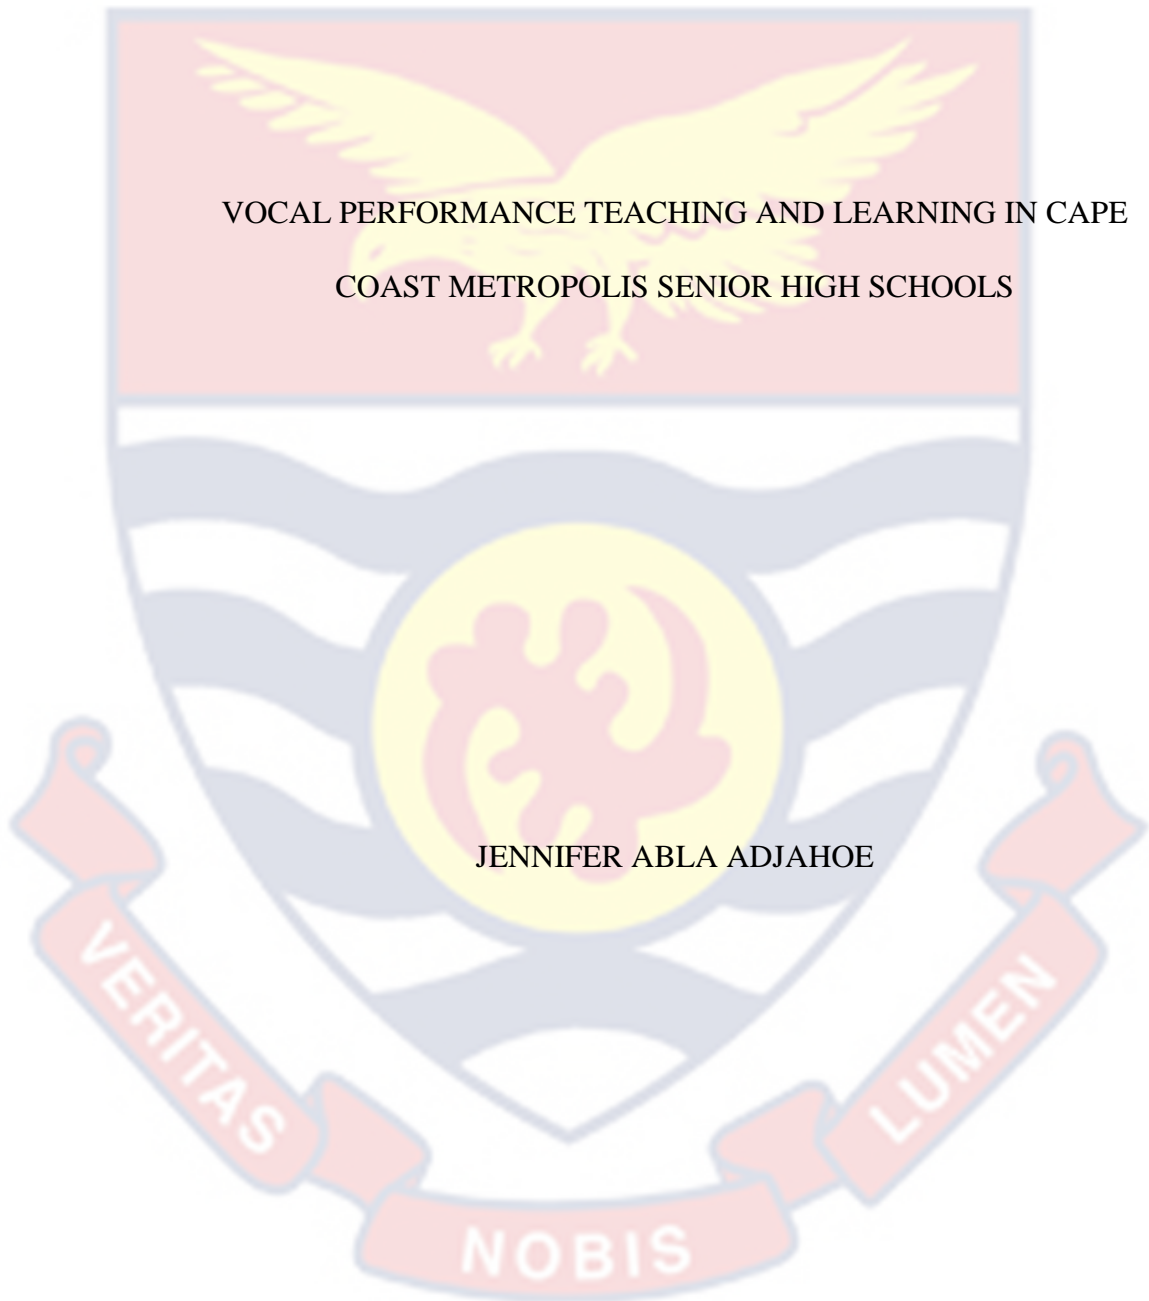 VOCAL PERFORMANCE TEACHING AND LEARNING IN CAPE
COAST METROPOLIS SENIOR HIGH SCHOOLS
JENNIFER ABLA ADJAHOE
VERITAS
NOBIS
LUMEN